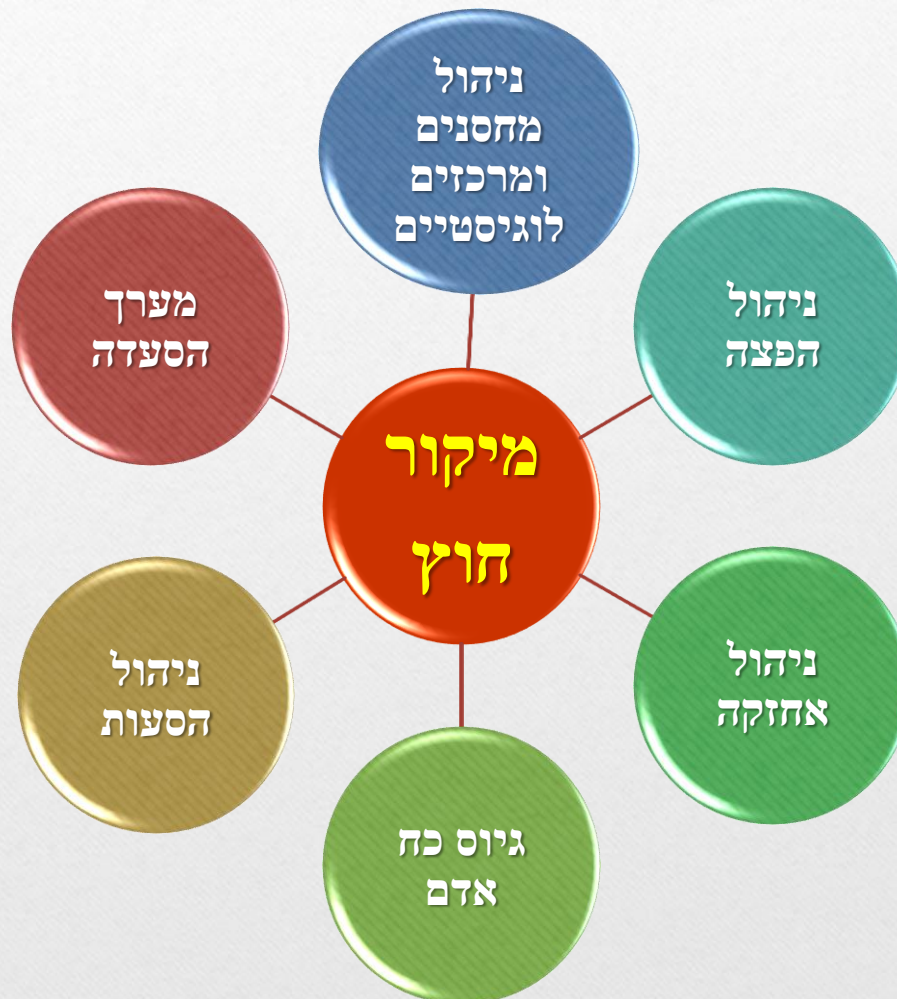 ניהול
מחסנים
ומרכזים
לוגיסטיים
ניהול
הפצה
ניהול
אחזקה
גיוס כח
אדם
ניהול
הסעות
מערך
הסעדה
מיקור
חוץ